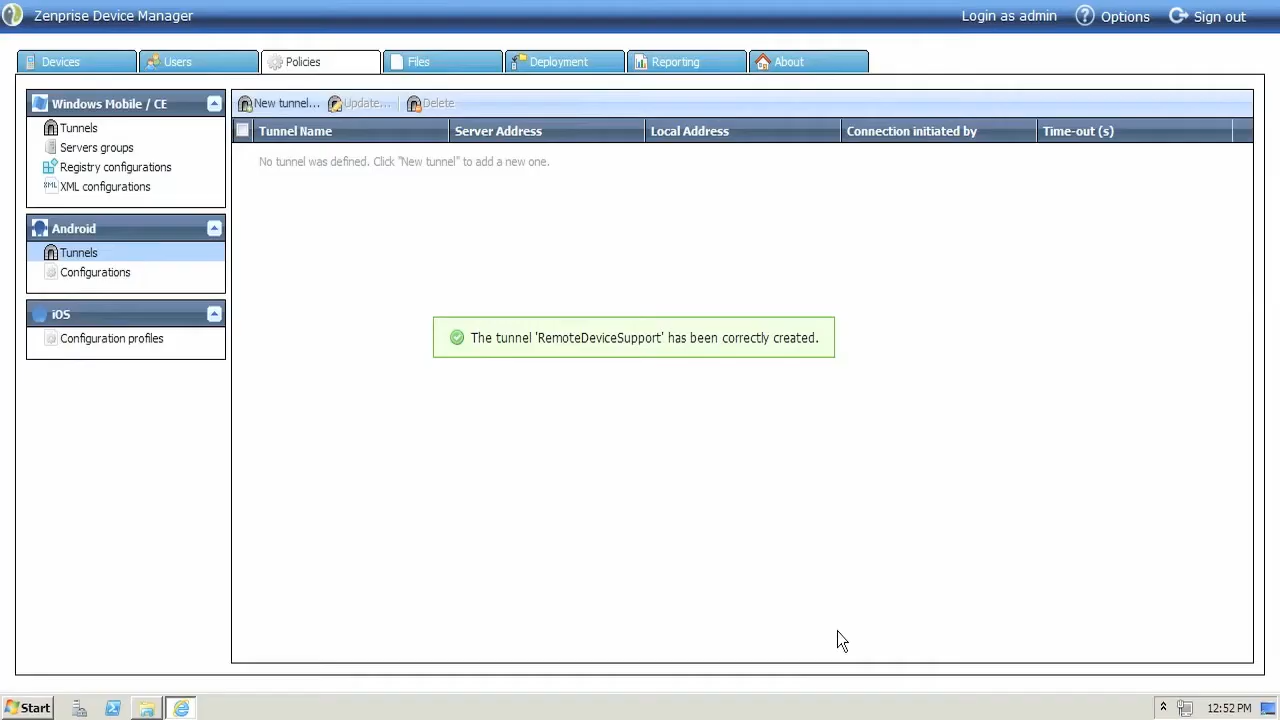 Zenprise Device Manager
Login as admin
Options
Sign out
Devices
Users
Policies
Files
Deployment
Reporting
About
Windows Mobile / CE
Tunnels
Servers groups
Registry configurations
XML XML configurations
Android
Tunnels
Configurations
iOS
Configuration profiles
New tunnel...
Update...
Delete
Tunnel Name
Server Address
Local Address
Connection initiated by
Time-out (s)
No tunnel was defined. Click "New tunnel" to add a new one.
The tunnel 'RemoteDeviceSupport' has been correctly created.
Start
12:52 PM